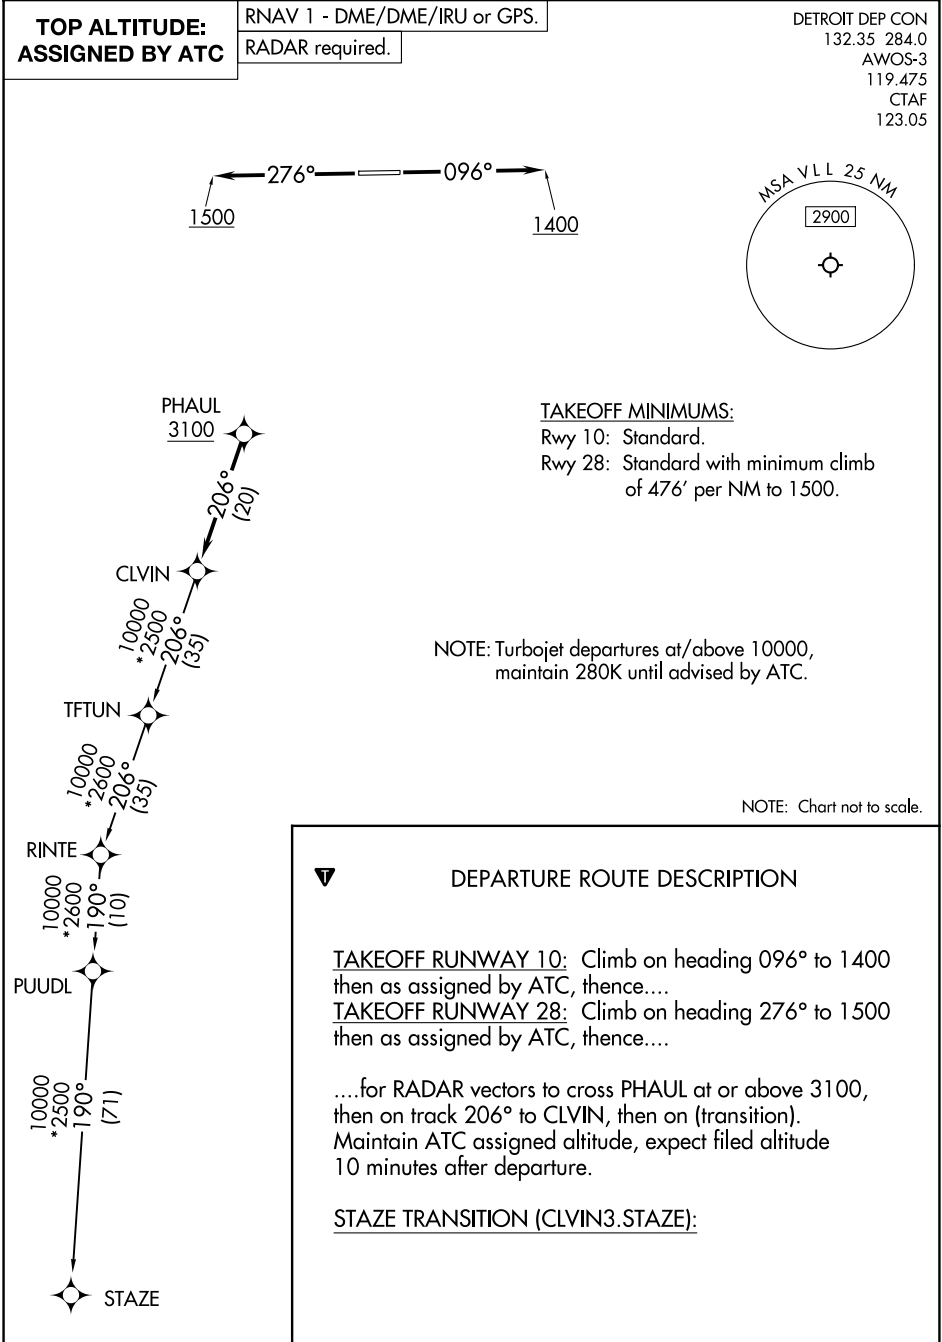 TOP ALTITUDE:
ASSIGNED BY ATC
RNAV 1 - DME/DME/IRU or GPS.
RADAR required.
DETROIT DEP CON
132.35 284.0
AWOS-3
119.475
CTAF
123.05
276°
096°
1500
1400
MSA VLL 25 NM
2900
PHAUL
3100
206°
(20)
TAKEOFF MINIMUMS:
Rwy 10: Standard.
Rwy 28: Standard with minimum climb
of 476' per NM to 1500.
CLVIN
10000
*2500
206°
(35)
NOTE: Turbojet departures at/above 10000,
maintain 280K until advised by ATC.
TFTUN
10000
*2600
206°
(35)
NOTE: Chart not to scale.
RINTE
10000
*2600
190°
(10)
PUUDL
10000
*2500
190°
(71)
STAZE
T
DEPARTURE ROUTE DESCRIPTION
TAKEOFF RUNWAY 10: Climb on heading 096° to 1400
then as assigned by ATC, thence....
TAKEOFF RUNWAY 28: Climb on heading 276° to 1500
then as assigned by ATC, thence....
....for RADAR vectors to cross PHAUL at or above 3100,
then on track 206° to CLVIN, then on (transition).
Maintain ATC assigned altitude, expect filed altitude
10 minutes after departure.
STAZE TRANSITION (CLVIN3.STAZE):